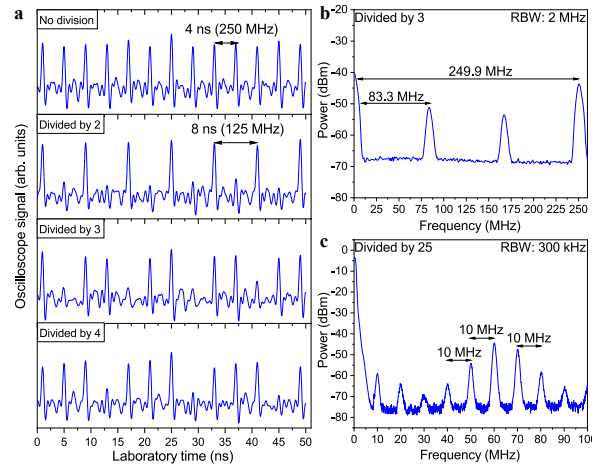 a
No division
4 ns (250 MHz)
Divided by 2
8 ns (125 MHz)
Divided by 3
Divided by 4
Oscilloscope signal (arb. units)
0 5 10 15 20 25 30 35 40 45 50
Laboratory time (ns)
b
Divided by 3 RBW: 2 MHz
249.9 MHz
83.3 MHz
-20
-30
-40
-50
-60
-70
-80
Power (dBm)
0 25 50 75 100 125 150 175 200 225 250
Frequency (MHz)
c
Divided by 25 RBW: 300 kHz
10 MHz
10 MHz
10 MHz
0
-10
-20
-30
-40
-50
-60
-70
-80
Power (dBm)
0 10 20 30 40 50 60 70 80 90 100
Frequency (MHz)